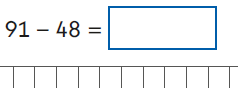 91 – 48 =